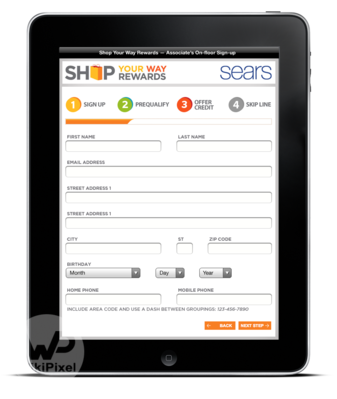 Shop Your Way Rewards — Associate's On-floor Sign-up
SHOP YOUR WAY REWARDS
sears
1 SIGN UP 2 PREQUALIFY 3 OFFER CREDIT 4 SKIP LINE
FIRST NAME LAST NAME
EMAIL ADDRESS
STREET ADDRESS 1
STREET ADDRESS 1
CITY ST ZIP CODE
BIRTHDAY
Month Day Year
HOME PHONE MOBILE PHONE
INCLUDE AREA CODE AND USE A DASH BETWEEN GROUPINGS: 123-456-7890
BACK NEXT STEP
WP
WikiPixel